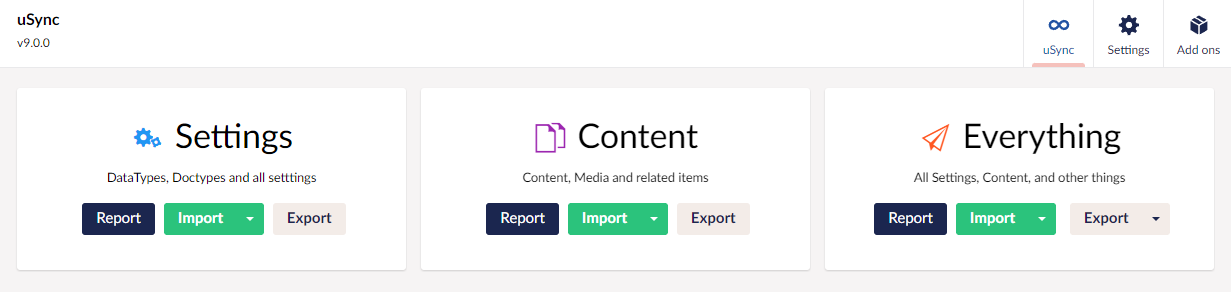 uSync
v9.0.0
uSync
Settings
Add ons
Settings
DataTypes, Doctypes and all setttings
Report
Import
Export
Content
Content, Media and related items
Report
Import
Export
Everything
All Settings, Content, and other things
Report
Import
Export